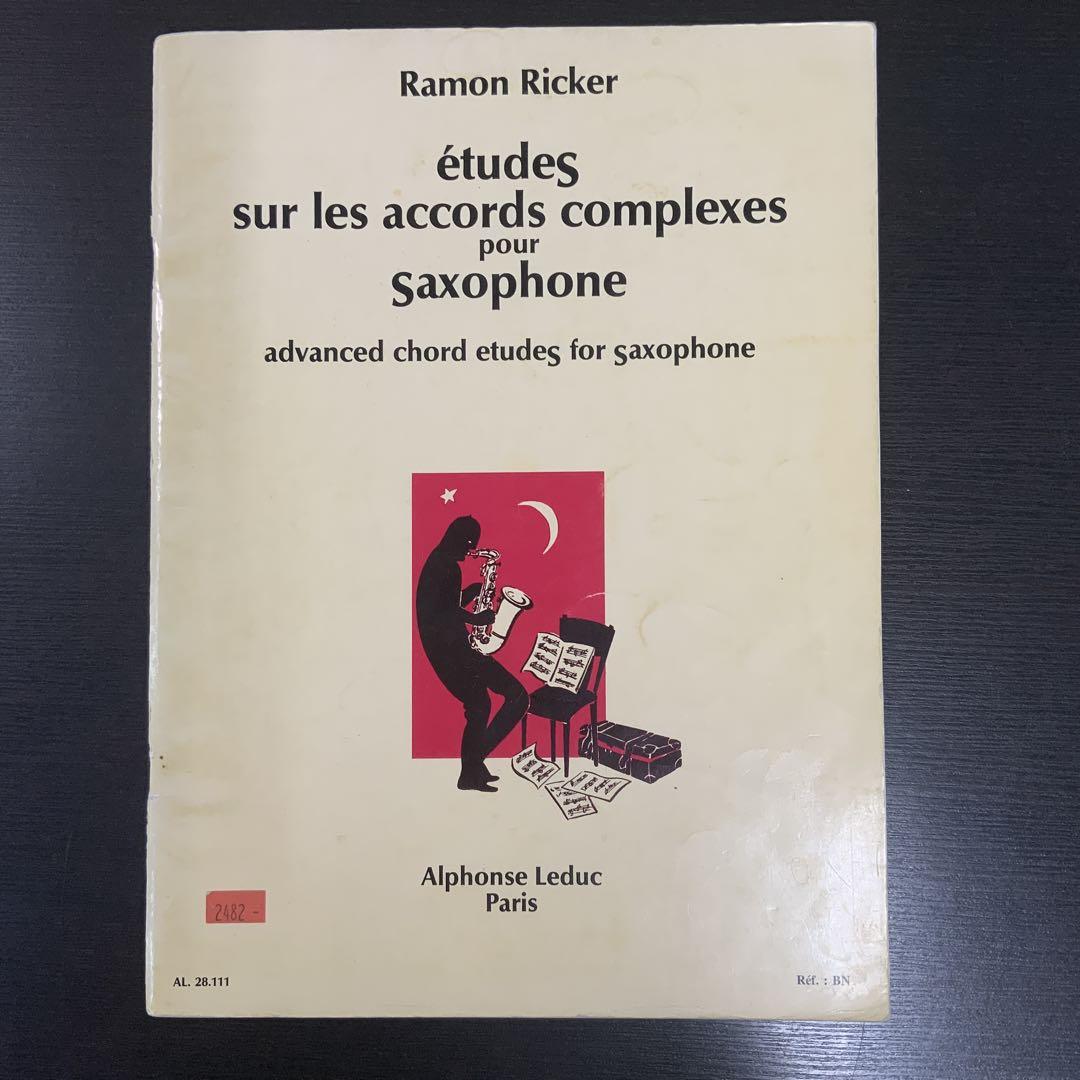 Ramon Ricker
études
sur les accords complexes
pour
saxophone
advanced chord etudes for saxophone
Alphonse Leduc
Paris
2482 -
AL. 28.111
Réf. : BN